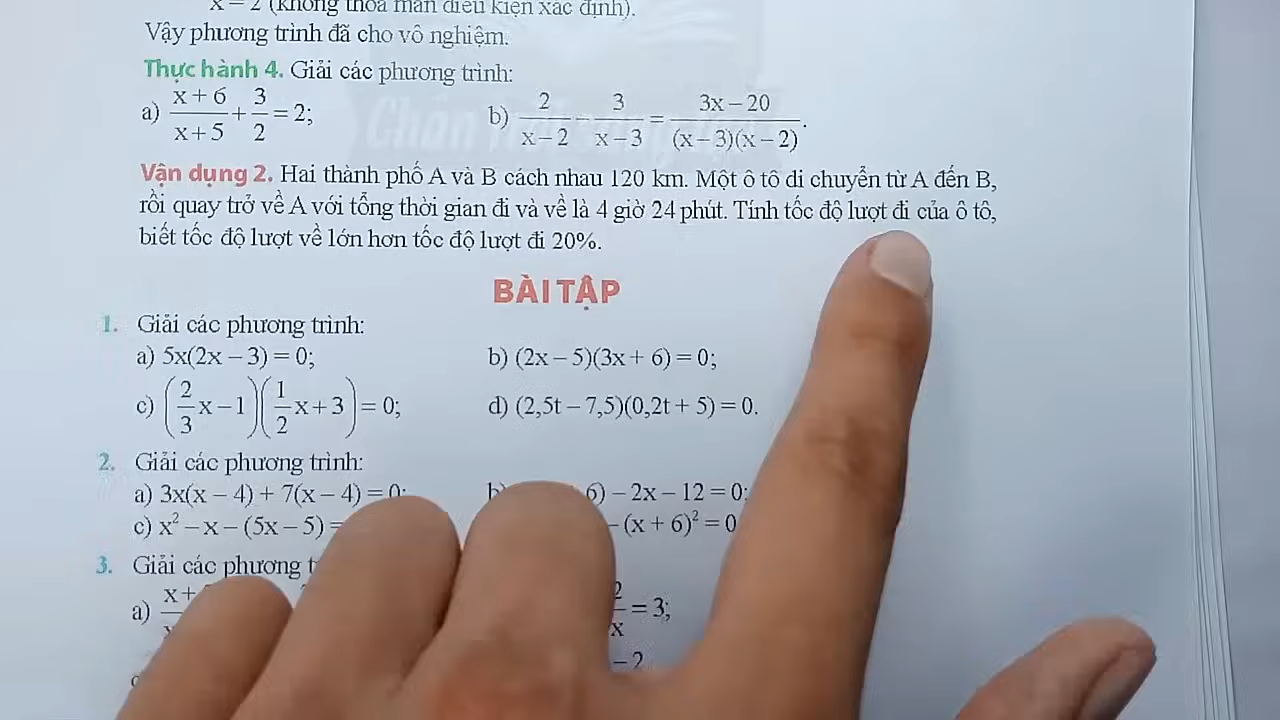 x = 2 (không thỏa mãn điều kiện xác định).
Vậy phương trình đã cho vô nghiệm.
Thực hành 4. Giải các phương trình:
a) (x + 6)/(x + 5) + 3/2 = 2; b) 2/(x – 2) – 3/(x – 3) = (3x – 20)/((x – 3)(x – 2)).
Vận dụng 2. Hai thành phố A và B cách nhau 120 km. Một ô tô di chuyển từ A đến B,
rồi quay trở về A với tổng thời gian đi và về là 4 giờ 24 phút. Tính tốc độ lượt đi của ô tô,
biết tốc độ lượt về lớn hơn tốc độ lượt đi 20%.
BÀI TẬP
1. Giải các phương trình:
a) 5x(2x – 3) = 0; b) (2x – 5)(3x + 6) = 0;
c) (2/3 x – 1)(1/2 x + 3) = 0; d) (2,5t – 7,5)(0,2t + 5) = 0.
2. Giải các phương trình:
a) 3x(x – 4) + 7(x – 4) = 0; 6) – 2x – 12 = 0;
c) x² – x – (5x – 5) = – (x + 6)² = 0
3. Giải các phương
a) x + 2/x = 3;
– 2